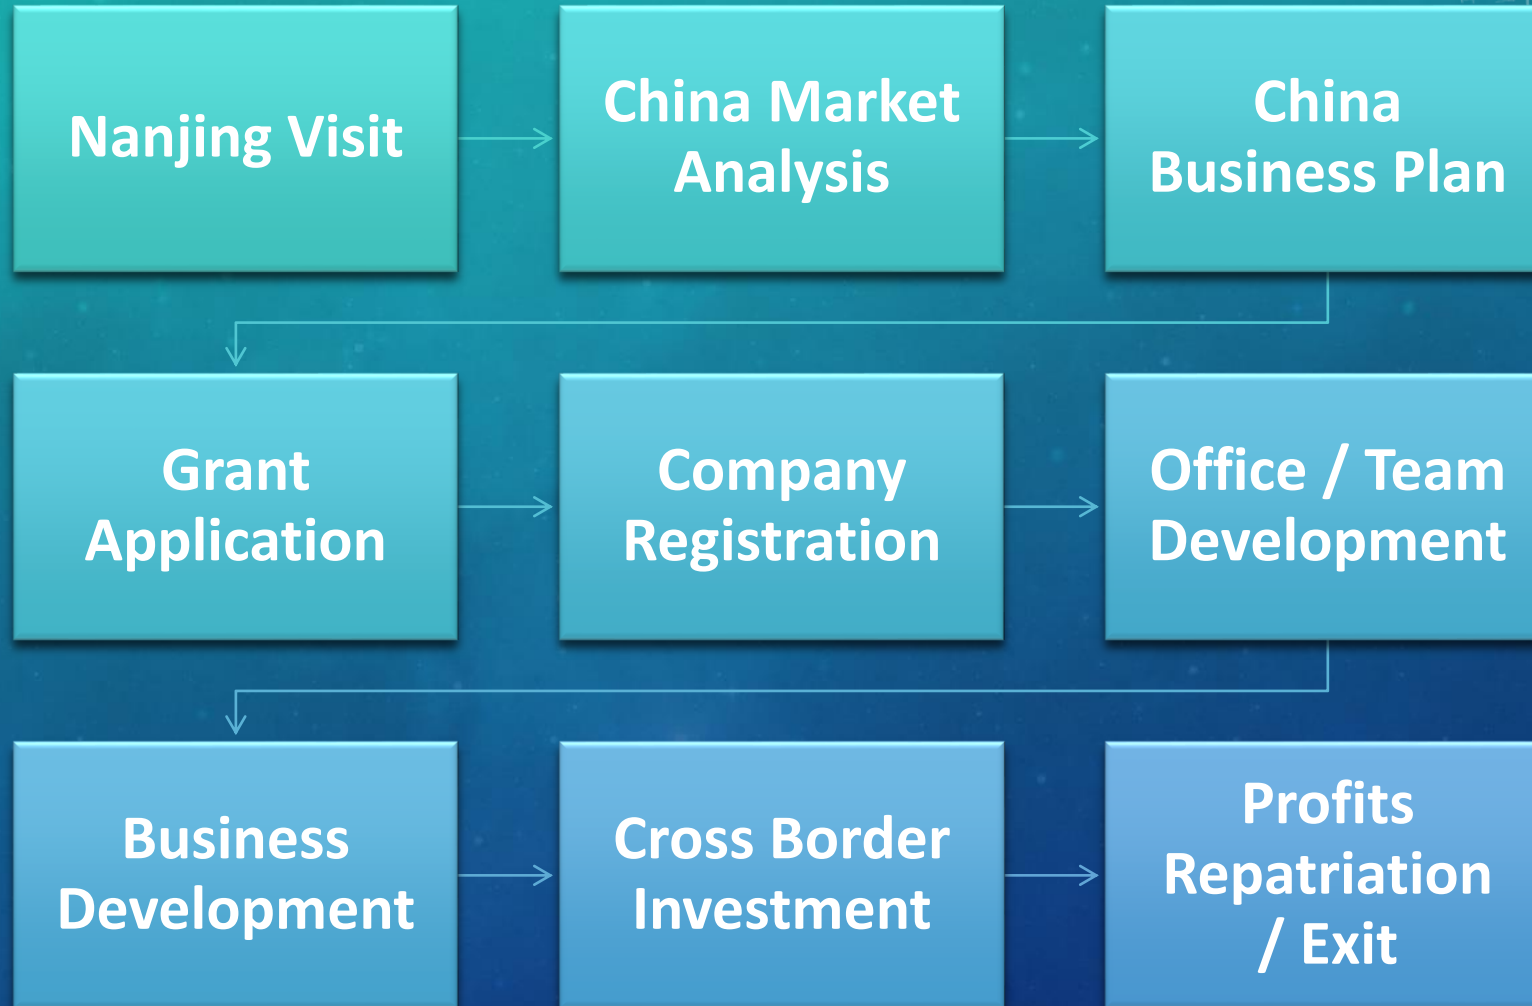 Nanjing Visit
China Market
Analysis
China
Business Plan
Grant
Application
Company
Registration
Office / Team
Development
Business
Development
Cross Border
Investment
Profits
Repatriation
/ Exit